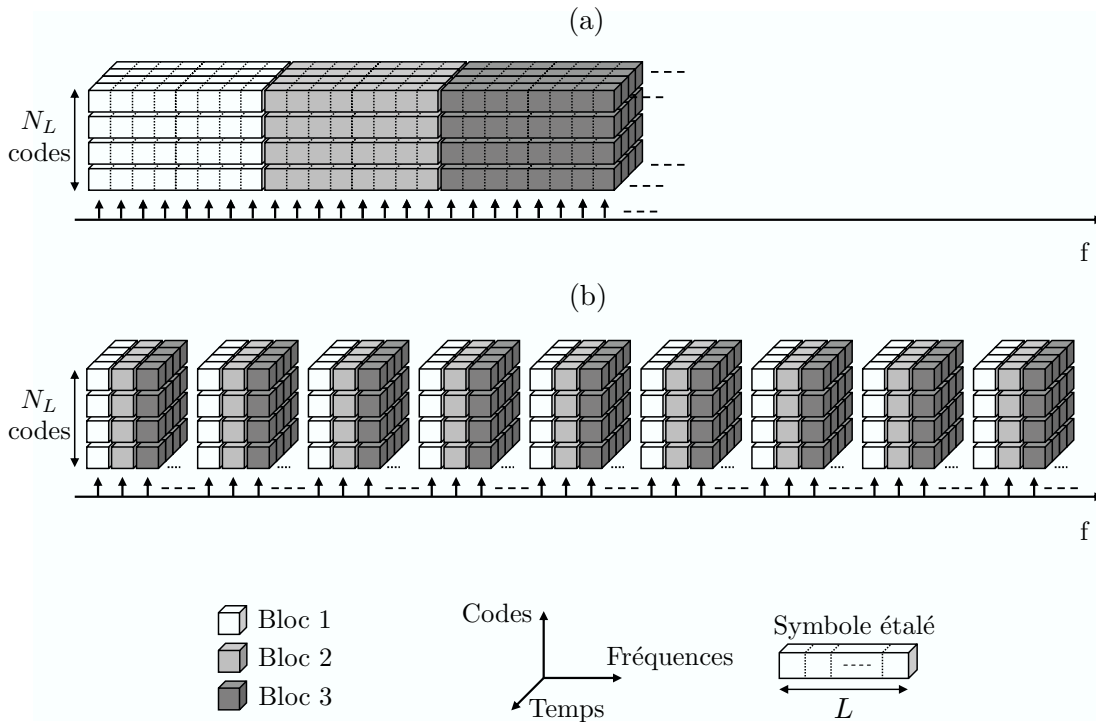 (a)
N_L
codes
f
(b)
N_L
codes
f
Bloc 1
Bloc 2
Bloc 3
Codes
Fréquences
Temps
Symbole étalé
L